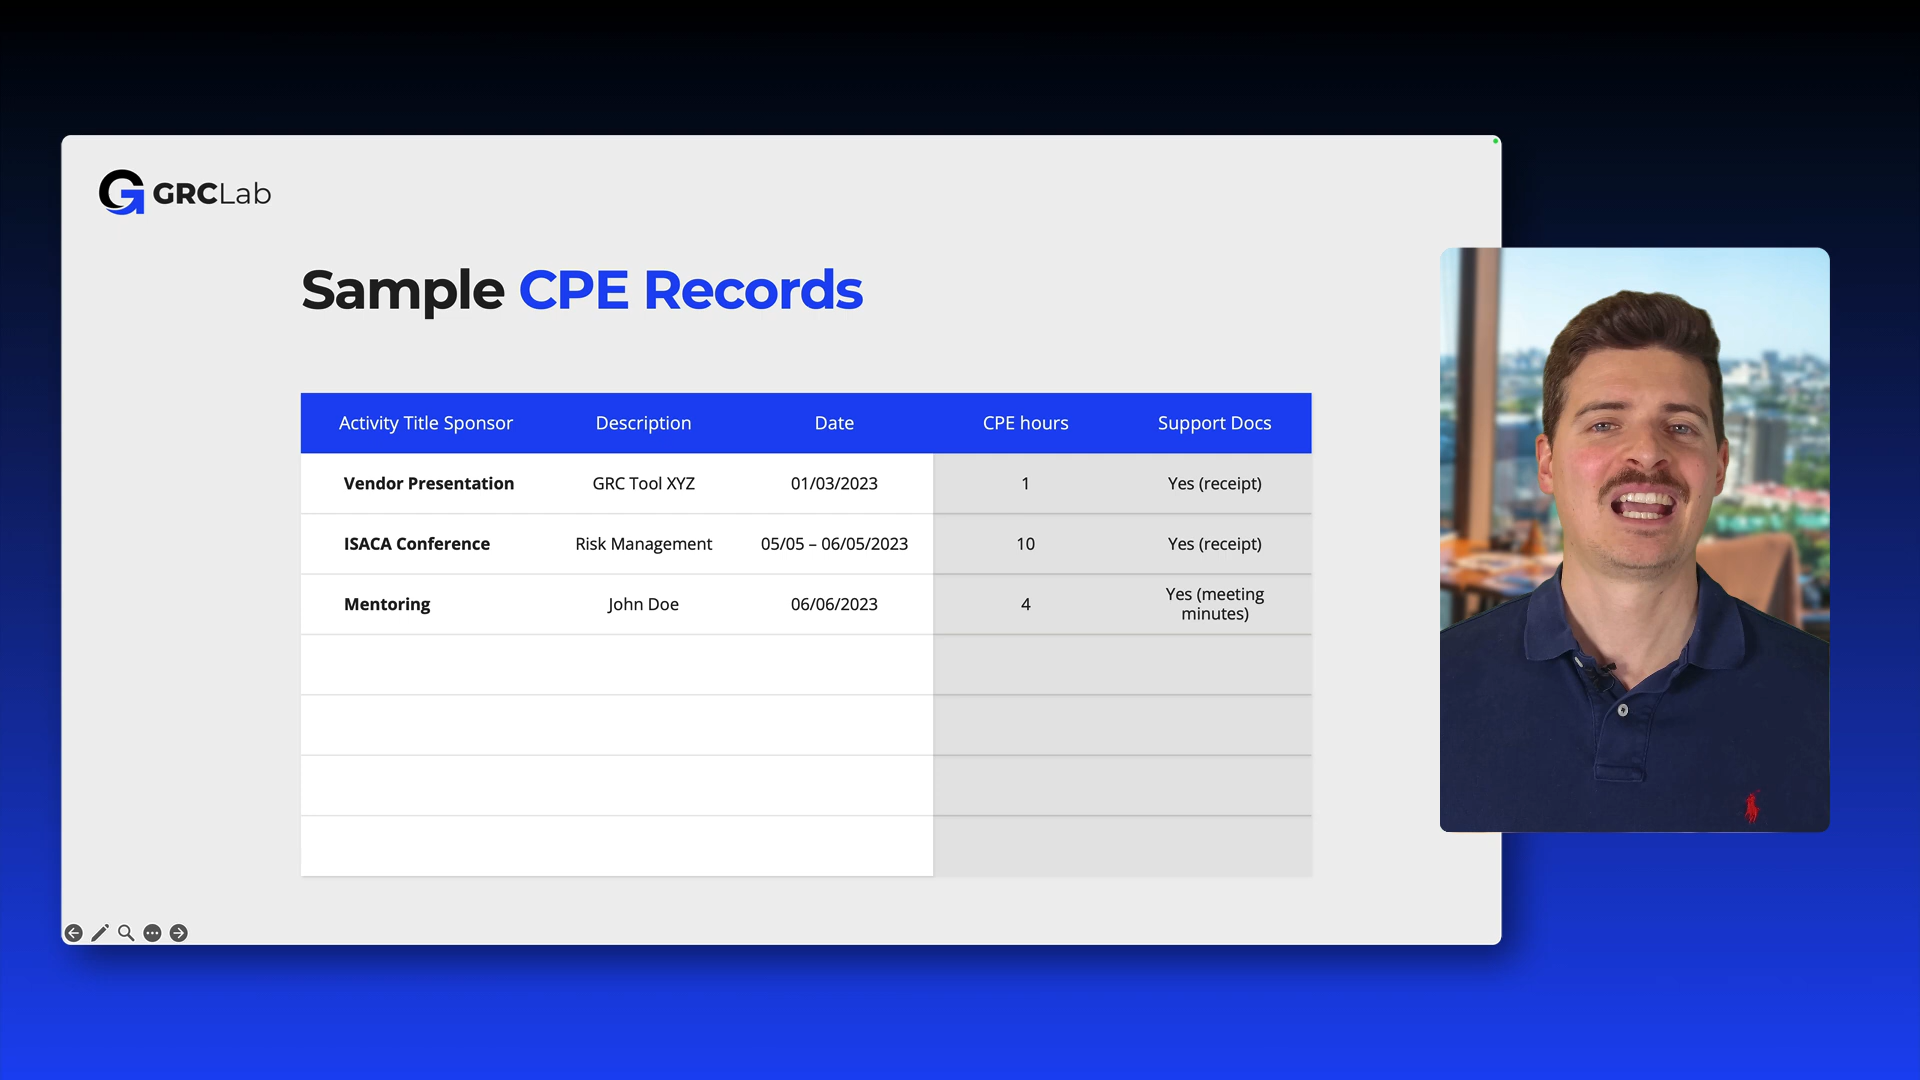 GRCLab
Sample CPE Records
Activity Title Sponsor Description Date CPE hours Support Docs
Vendor Presentation GRC Tool XYZ 01/03/2023 1 Yes (receipt)
ISACA Conference Risk Management 05/05 – 06/05/2023 10 Yes (receipt)
Mentoring John Doe 06/06/2023 4 Yes (meeting
minutes)